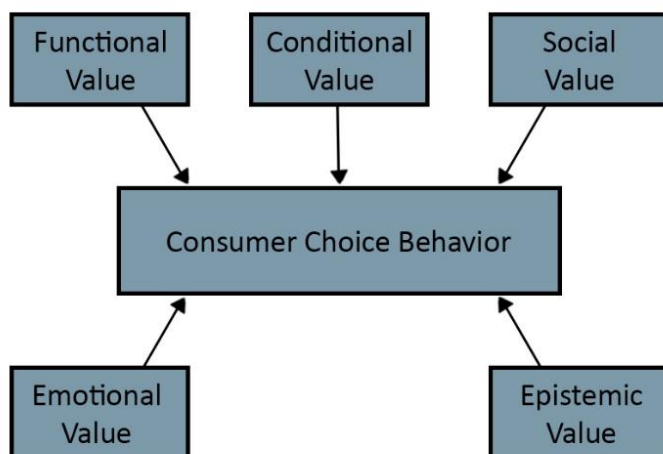 Functional
Value
Conditional
Value
Social
Value
Consumer Choice Behavior
Emotional
Value
Epistemic
Value